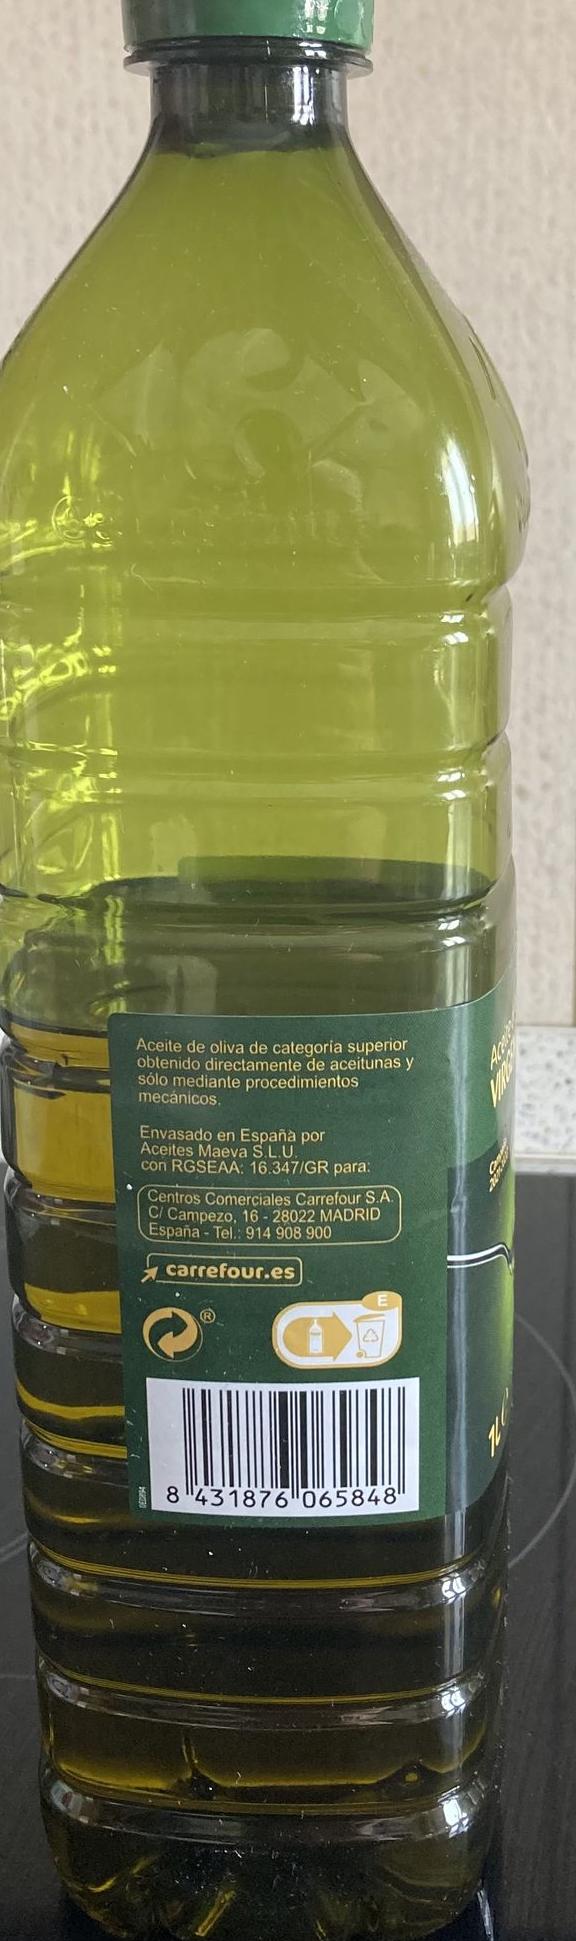 Aceite de oliva de categoría superior
obtenido directamente de aceitunas y
sólo mediante procedimientos
mecánicos.
Envasado en España por
Aceites Maeva S.L.U.
con RGSEAA: 16.347/GR para:
Centros Comerciales Carrefour S.A.
C/ Campezo, 16 - 28022 MADRID
España - Tel.: 914 908 900
carrefour.es
®
E
8 431876 065848
1L